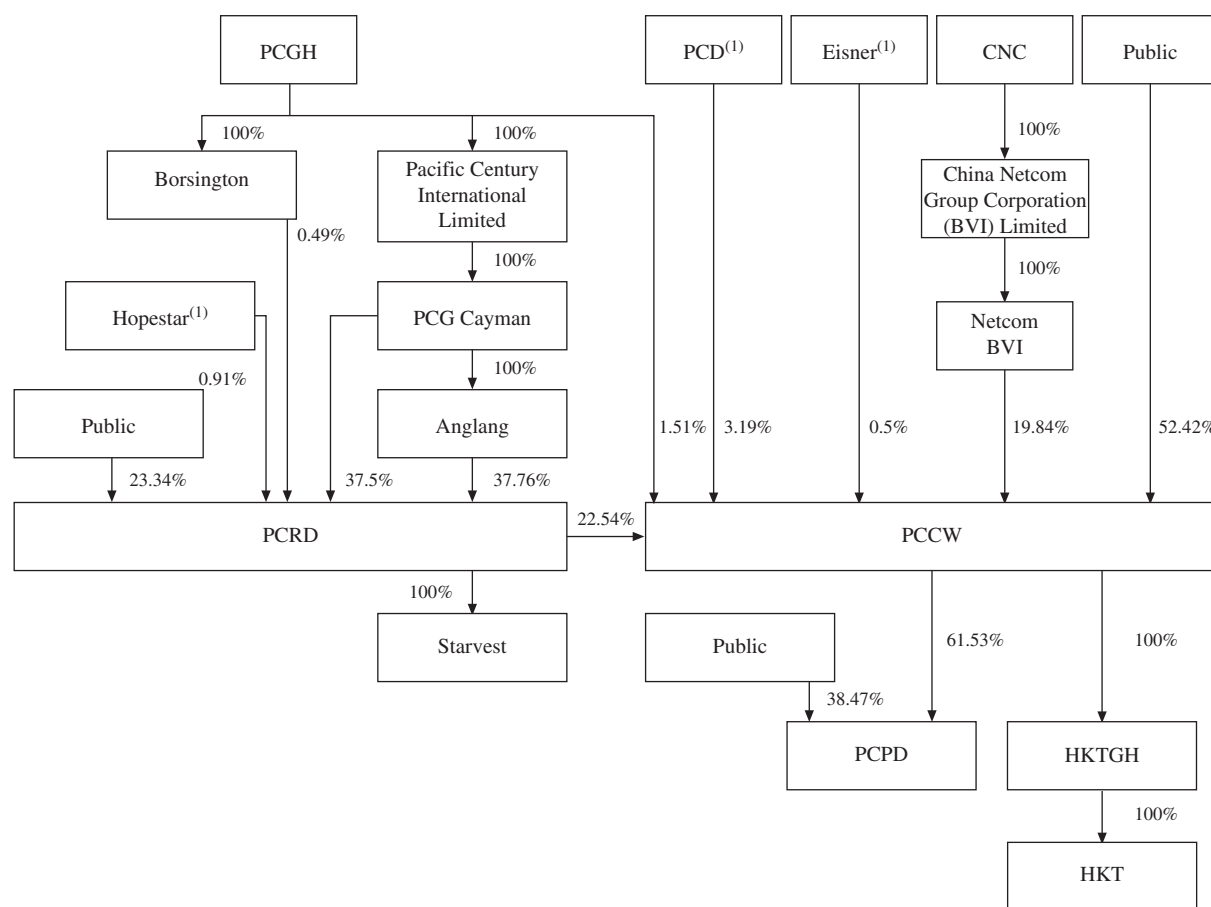 PCGH
PCD(1)
Eisner(1)
CNC
Public
100%
100%
100%
Borsington
Pacific Century
International
Limited
China Netcom
Group Corporation
(BVI) Limited
0.49%
100%
100%
Hopestar(1)
PCG Cayman
Netcom
BVI
0.91%
100%
Public
Anglang
1.51%
3.19%
0.5%
19.84%
52.42%
23.34%
37.5%
37.76%
PCRD
22.54%
PCCW
100%
Starvest
Public
61.53%
100%
38.47%
PCPD
HKTGH
100%
HKT